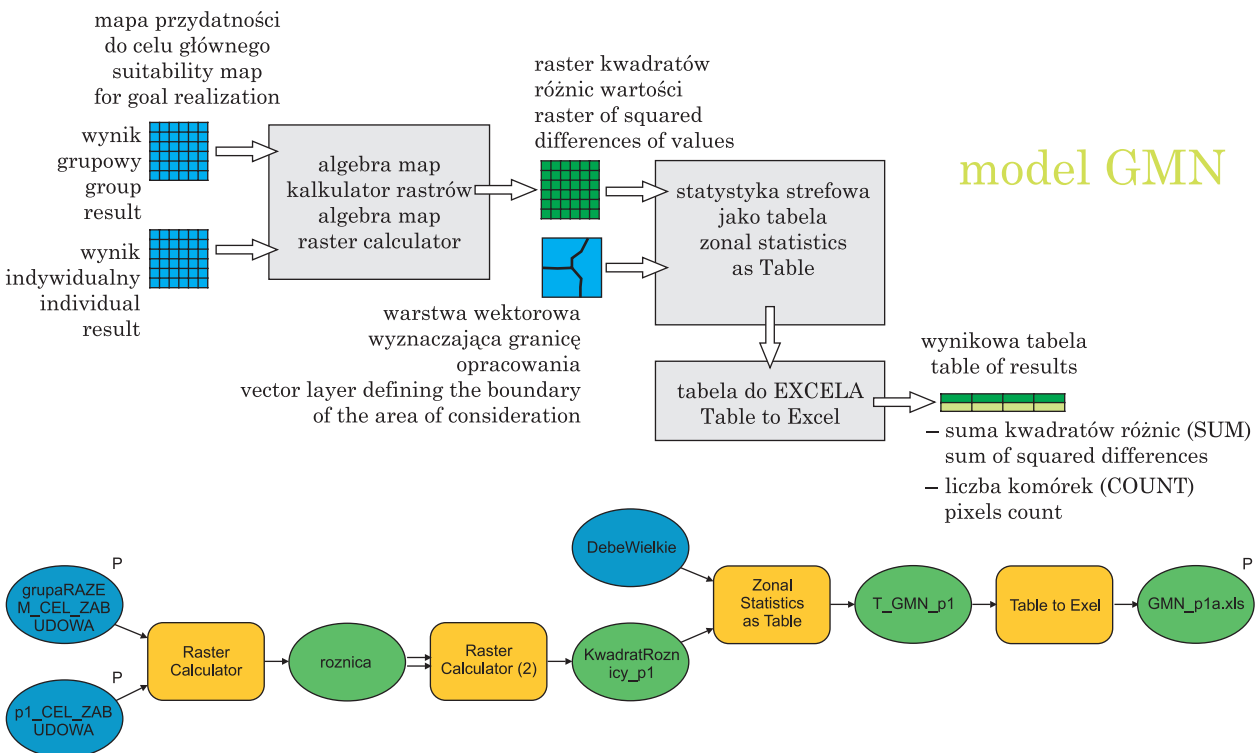 mapa przydatności
do celu głównego
suitability map
for goal realization
wynik
grupowy
group
result
wynik
indywidualny
individual
result
algebra map
kalkulator rastrów
algebra map
raster calculator
raster kwadratów
różnic wartości
raster of squared
differences of values
warstwa wektorowa
wyznaczająca granicę
opracowania
vector layer defining the boundary
of the area of consideration
statystyka strefowa
jako tabela
zonal statistics
as Table
model GMN
tabela do EXCELA
Table to Excel
wynikowa tabela
table of results
– suma kwadratów różnic (SUM)
sum of squared differences
– liczba komórek (COUNT)
pixels count
P
grupaRAZE
M_CEL_ZAB
UDOWA
P
p1_CEL_ZAB
UDOWA
Raster
Calculator
roznica
Raster
Calculator (2)
DebeWielkie
KwadratRozn
icy_p1
Zonal
Statistics
as Table
T_GMN_p1
Table to Exel
P
GMN_p1a.xls